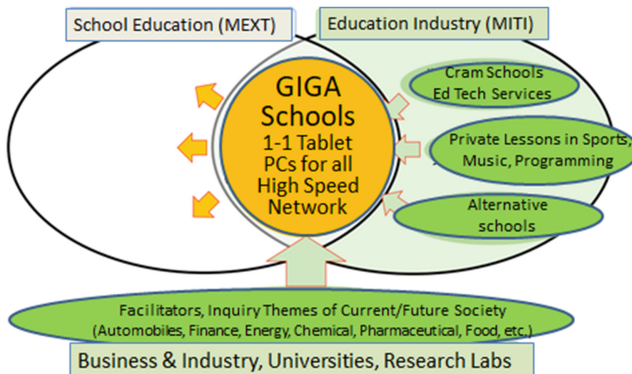 School Education (MEXT)
Education Industry (MITI)
GIGA
Schools
1-1 Tablet
PCs for all
High Speed
Network
Cram Schools
Ed Tech Services
Private Lessons in Sports,
Music, Programming
Alternative
schools
Facilitators, Inquiry Themes of Current/Future Society
(Automobiles, Finance, Energy, Chemical, Pharmaceutical, Food, etc.)
Business & Industry, Universities, Research Labs